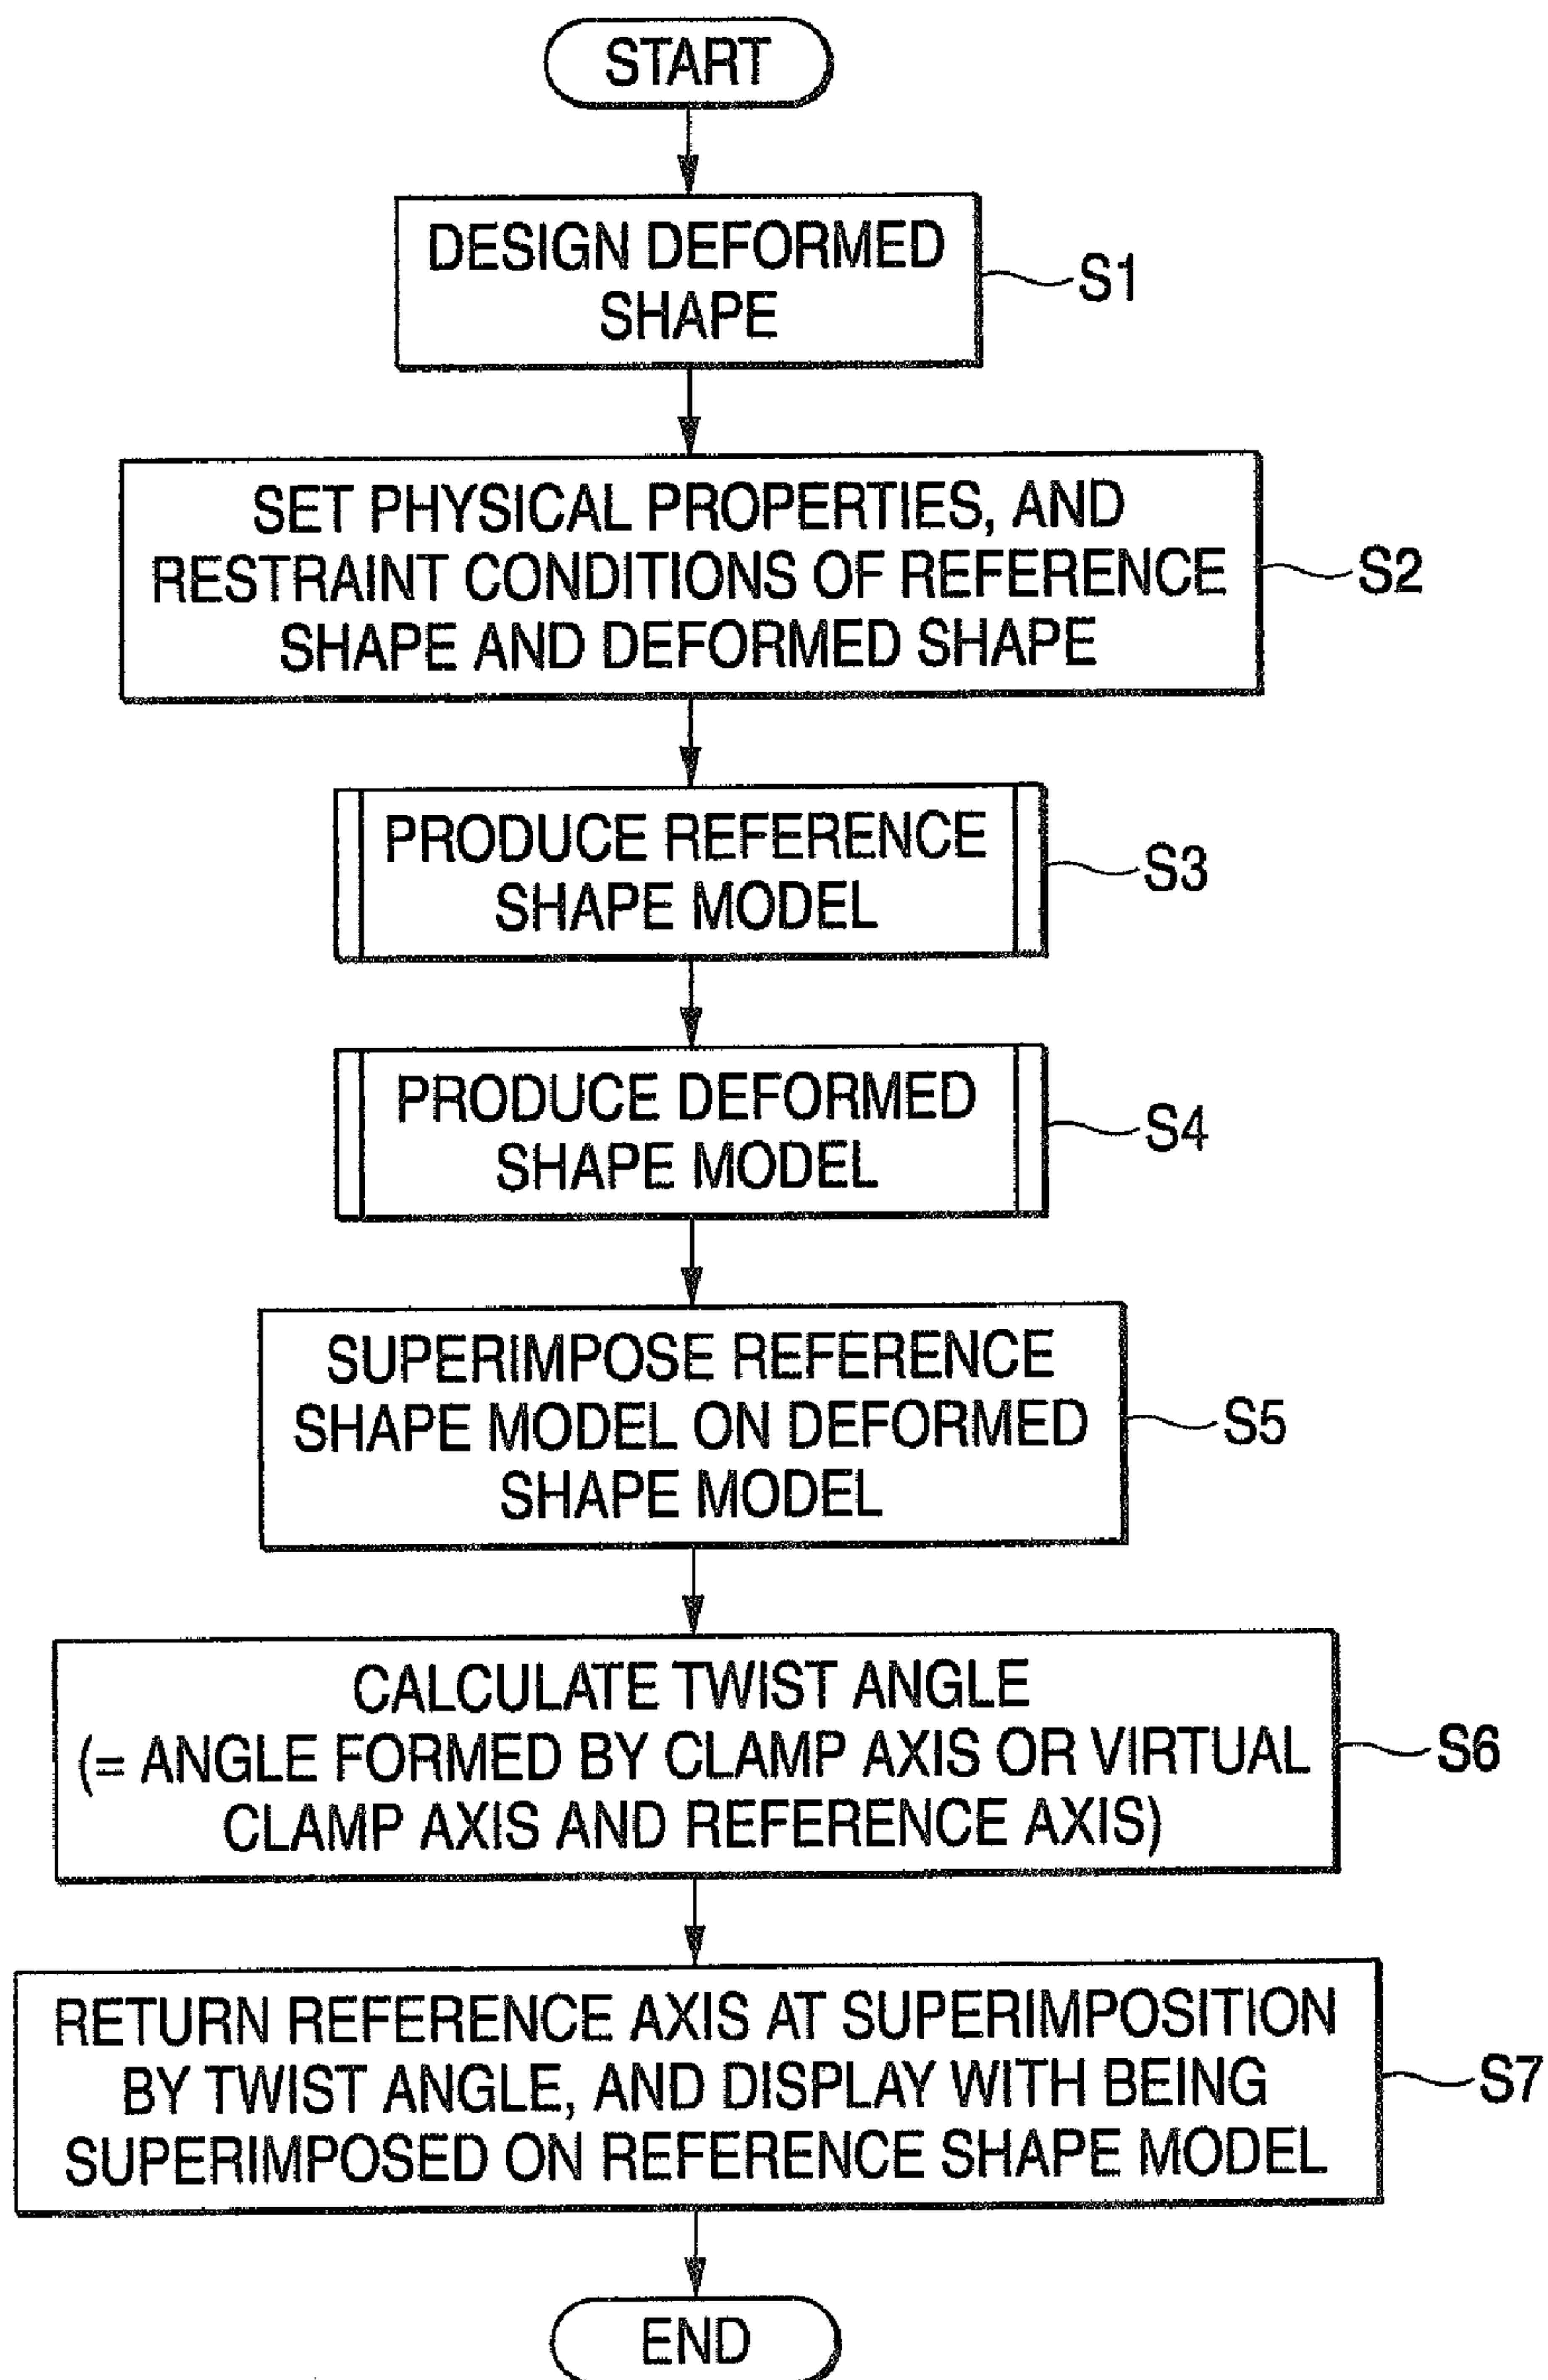 START
DESIGN DEFORMED
SHAPE
S1
SET PHYSICAL PROPERTIES, AND
RESTRAINT CONDITIONS OF REFERENCE
SHAPE AND DEFORMED SHAPE
S2
PRODUCE REFERENCE
SHAPE MODEL
S3
PRODUCE DEFORMED
SHAPE MODEL
S4
SUPERIMPOSE REFERENCE
SHAPE MODEL ON DEFORMED
SHAPE MODEL
S5
CALCULATE TWIST ANGLE
(= ANGLE FORMED BY CLAMP AXIS OR VIRTUAL
CLAMP AXIS AND REFERENCE AXIS)
S6
RETURN REFERENCE AXIS AT SUPERIMPOSITION
BY TWIST ANGLE, AND DISPLAY WITH BEING
SUPERIMPOSED ON REFERENCE SHAPE MODEL
S7
END